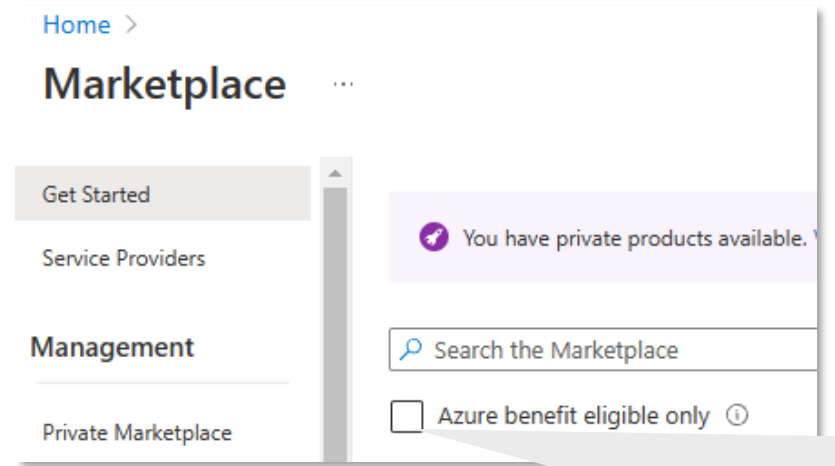 Home >
Marketplace ...
Get Started
Service Providers
Management
Private Marketplace
You have private products available.
Search the Marketplace
Azure benefit eligible only